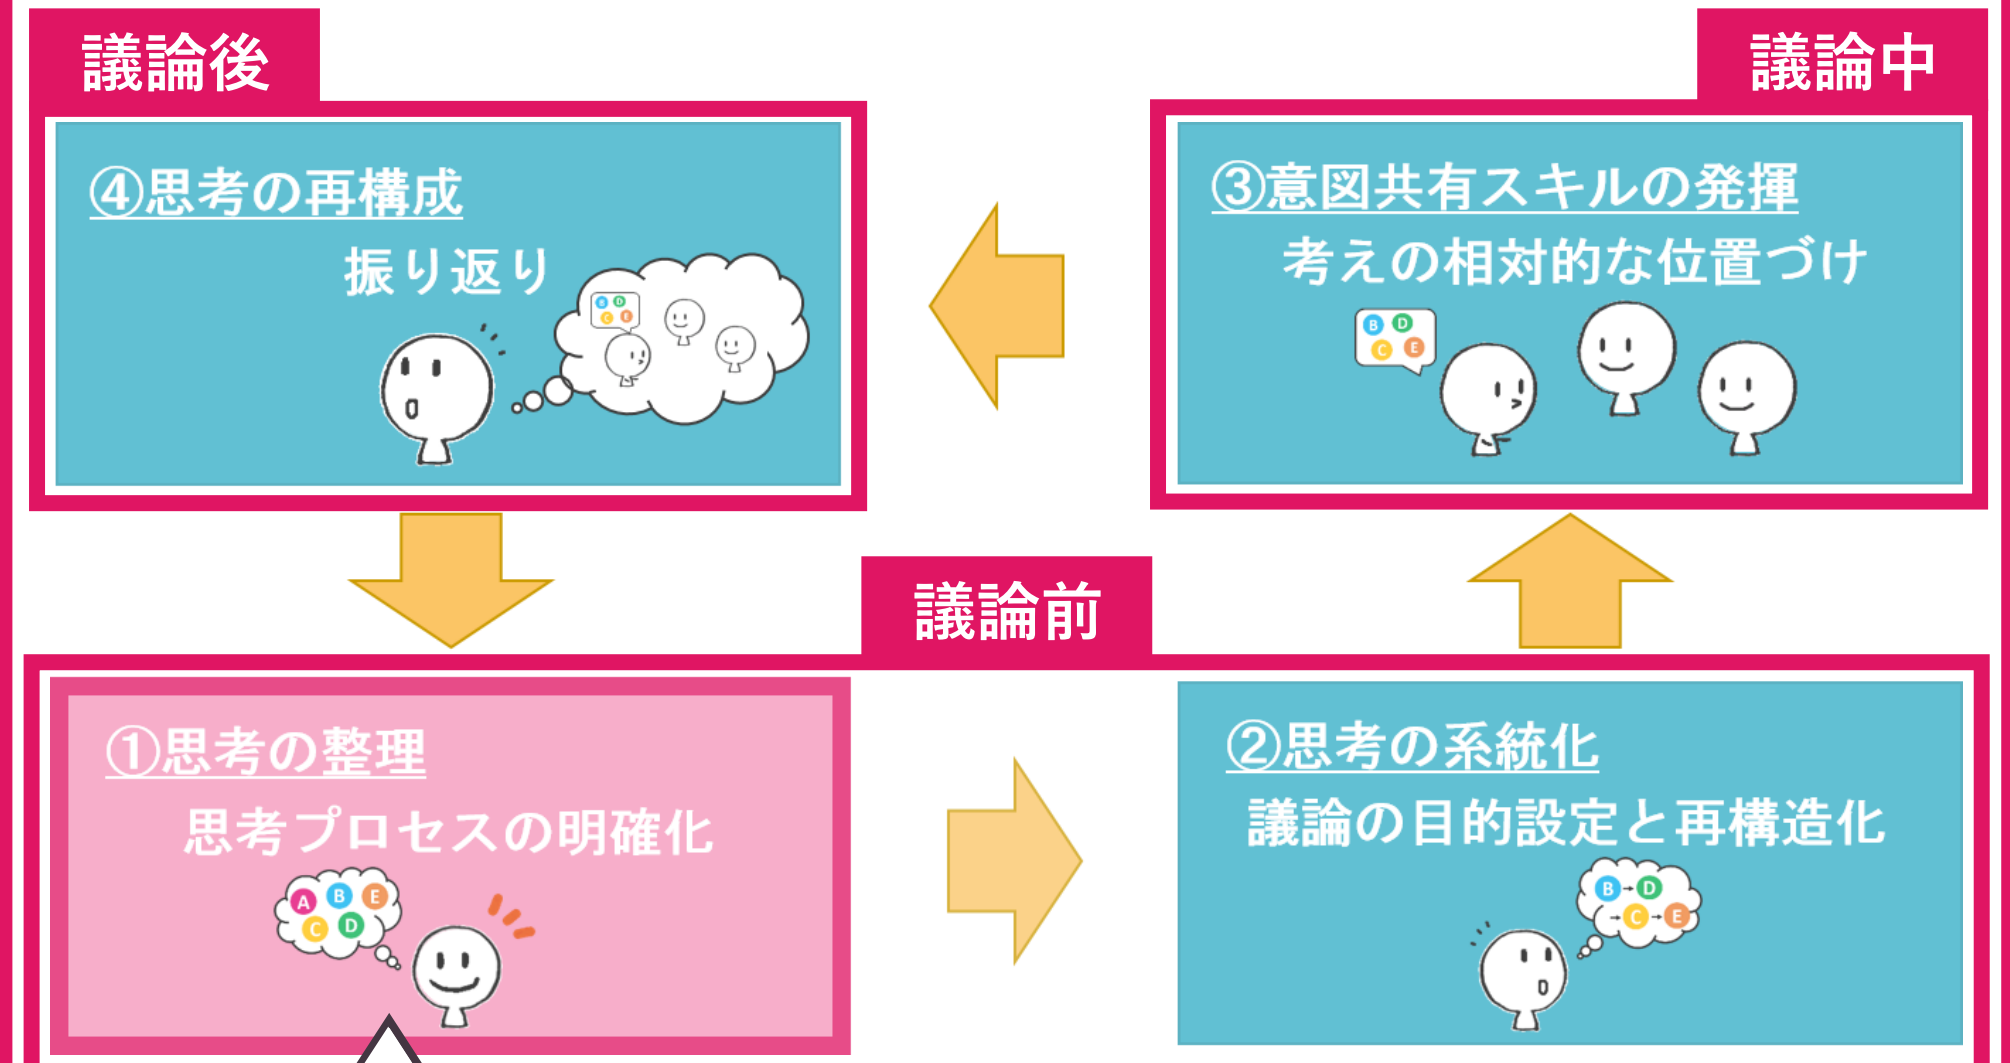 議論後
④思考の再構成
振り返り
B D
C E
議論中
③意図共有スキルの発揮
考えの相対的な位置づけ
B D
C E
議論前
①思考の整理
思考プロセスの明確化
A B E
C D
②思考の系統化
議論の目的設定と再構造化
B→D
→C→E